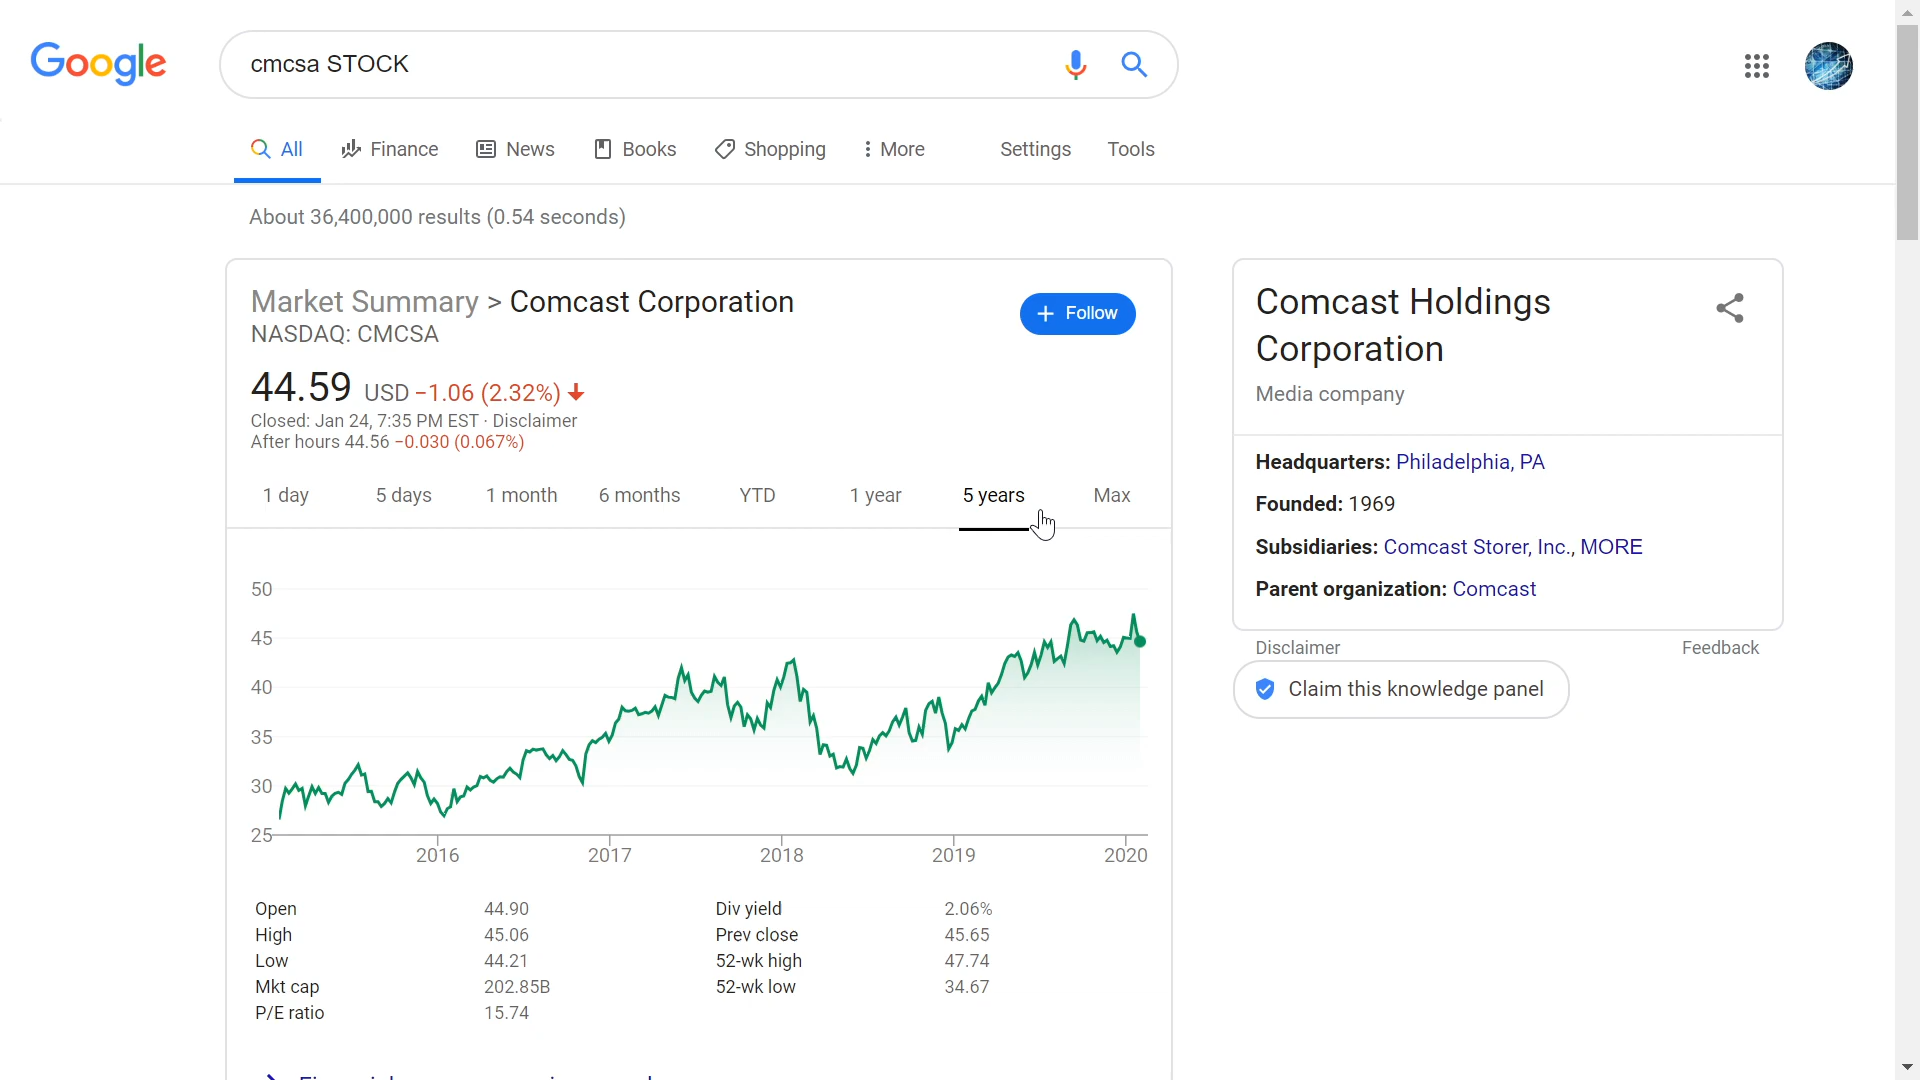 Google
cmcsa STOCK
All Finance News Books Shopping More Settings Tools
About 36,400,000 results (0.54 seconds)
Market Summary > Comcast Corporation
NASDAQ: CMCSA
+ Follow
44.59 USD −1.06 (2.32%)
Closed: Jan 24, 7:35 PM EST · Disclaimer
After hours 44.56 −0.030 (0.067%)
1 day 5 days 1 month 6 months YTD 1 year 5 years Max
50
45
40
35
30
25
2016 2017 2018 2019 2020
Open 44.90 Div yield 2.06%
High 45.06 Prev close 45.65
Low 44.21 52-wk high 47.74
Mkt cap 202.85B 52-wk low 34.67
P/E ratio 15.74
Comcast Holdings
Corporation
Media company
Headquarters: Philadelphia, PA
Founded: 1969
Subsidiaries: Comcast Storer, Inc., MORE
Parent organization: Comcast
Disclaimer Feedback
Claim this knowledge panel